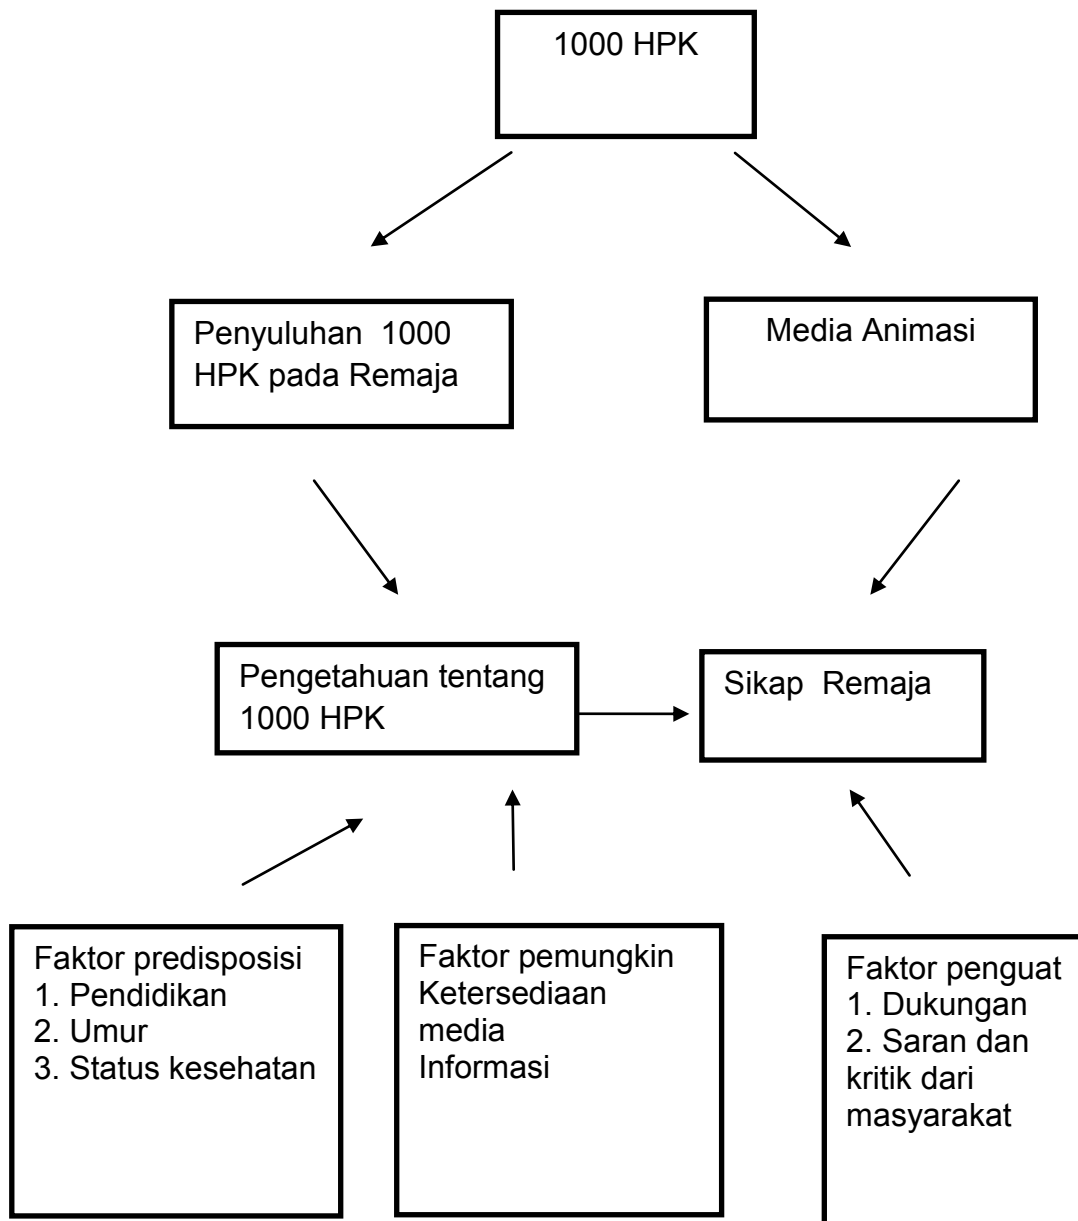 1000 HPK
Penyuluhan 1000
HPK pada Remaja
Media Animasi
Pengetahuan tentang
1000 HPK
Sikap Remaja
Faktor predisposisi
1. Pendidikan
2. Umur
3. Status kesehatan
Faktor pemungkin
Ketersediaan
media
Informasi
Faktor penguat
1. Dukungan
2. Saran dan
kritik dari
masyarakat